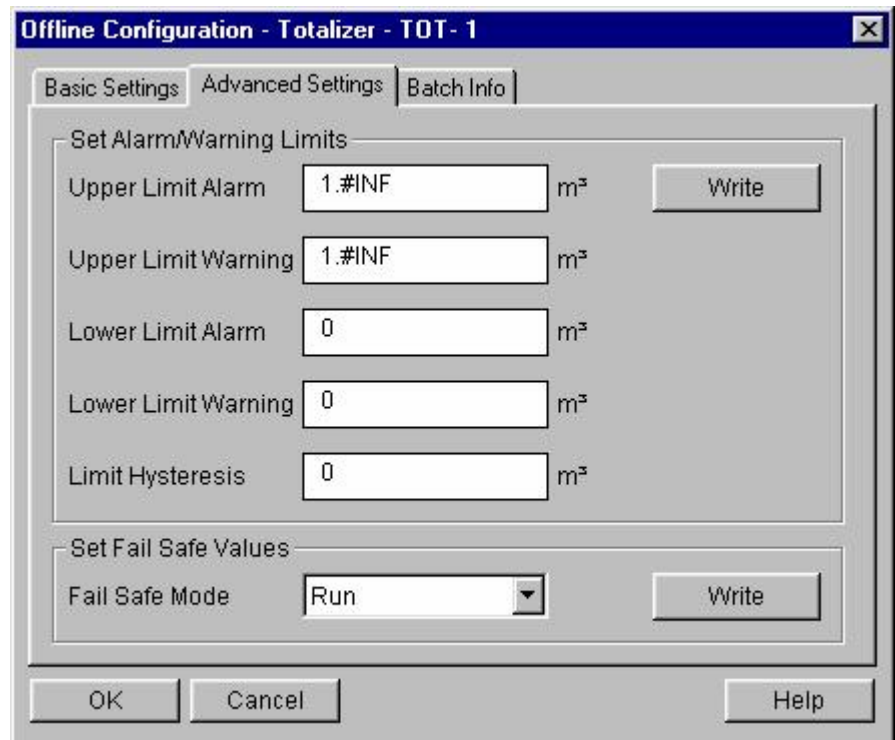 Offline Configuration - Totalizer - TOT- 1
Basic Settings Advanced Settings Batch Info
Set Alarm/Warning Limits
Upper Limit Alarm 1.#INF m³ Write
Upper Limit Warning 1.#INF m³
Lower Limit Alarm 0 m³
Lower Limit Warning 0 m³
Limit Hysteresis 0 m³
Set Fail Safe Values
Fail Safe Mode Run Write
OK Cancel Help